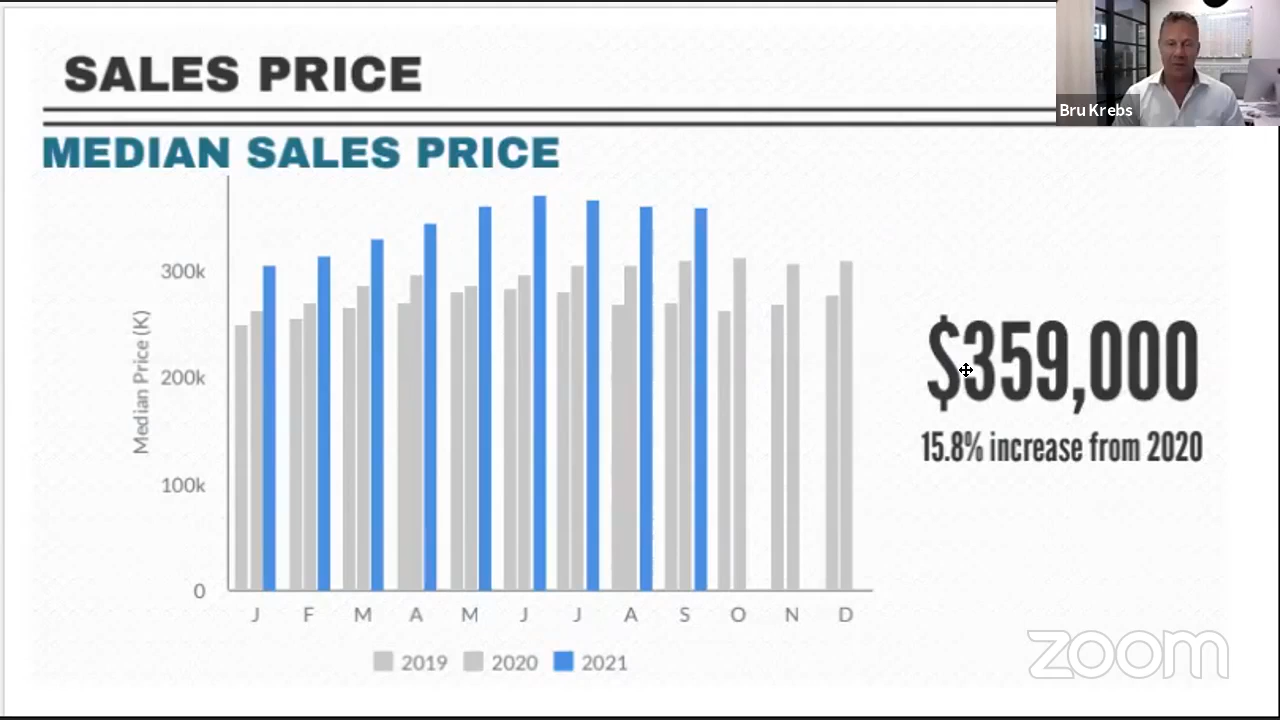 SALES PRICE
Bru Krebs
MEDIAN SALES PRICE
300k
200k
100k
0
Median Price (K)
J F M A M J J A S O N D
2019 2020 2021
$359,000
15.8% increase from 2020
zoom